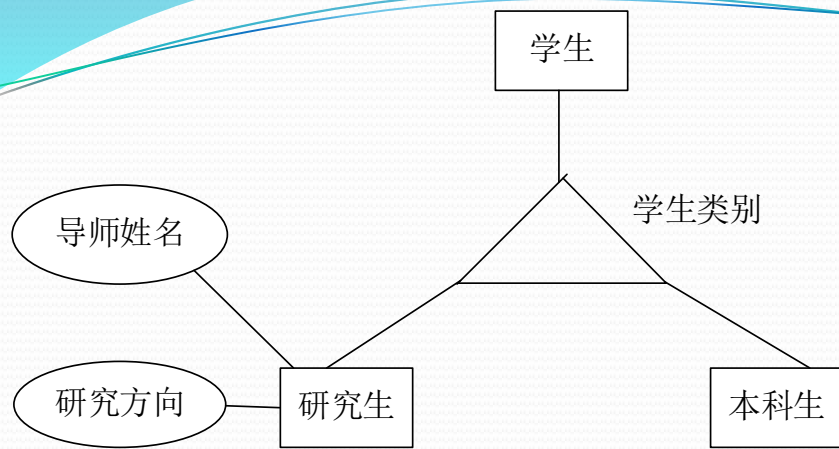 学生
学生类别
导师姓名
研究方向
研究生
本科生